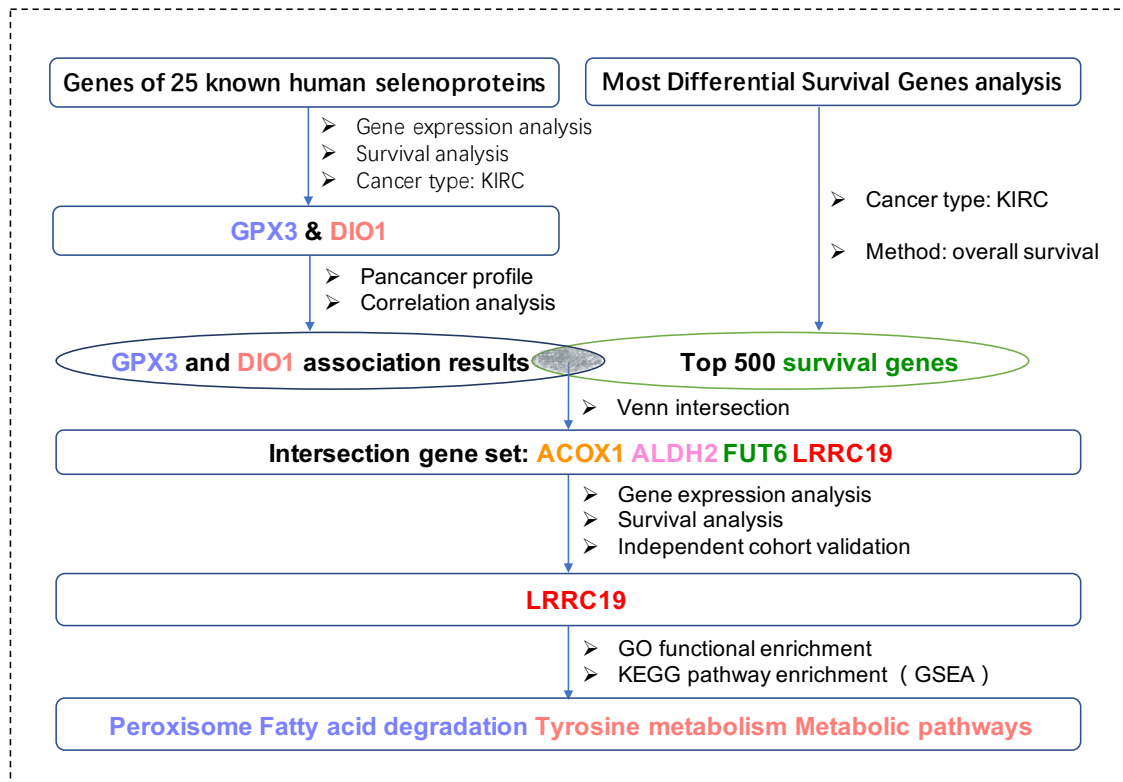 Genes of 25 known human selenoproteins
Most Differential Survival Genes analysis
➢ Gene expression analysis
➢ Survival analysis
➢ Cancer type: KIRC
➢ Cancer type: KIRC
➢ Method: overall survival
GPX3 & DIO1
➢ Pancancer profile
➢ Correlation analysis
GPX3 and DIO1 association results
Top 500 survival genes
➢ Venn intersection
Intersection gene set: ACOX1 ALDH2 FUT6 LRRC19
➢ Gene expression analysis
➢ Survival analysis
➢ Independent cohort validation
LRRC19
➢ GO functional enrichment
➢ KEGG pathway enrichment ( GSEA )
Peroxisome Fatty acid degradation Tyrosine metabolism Metabolic pathways